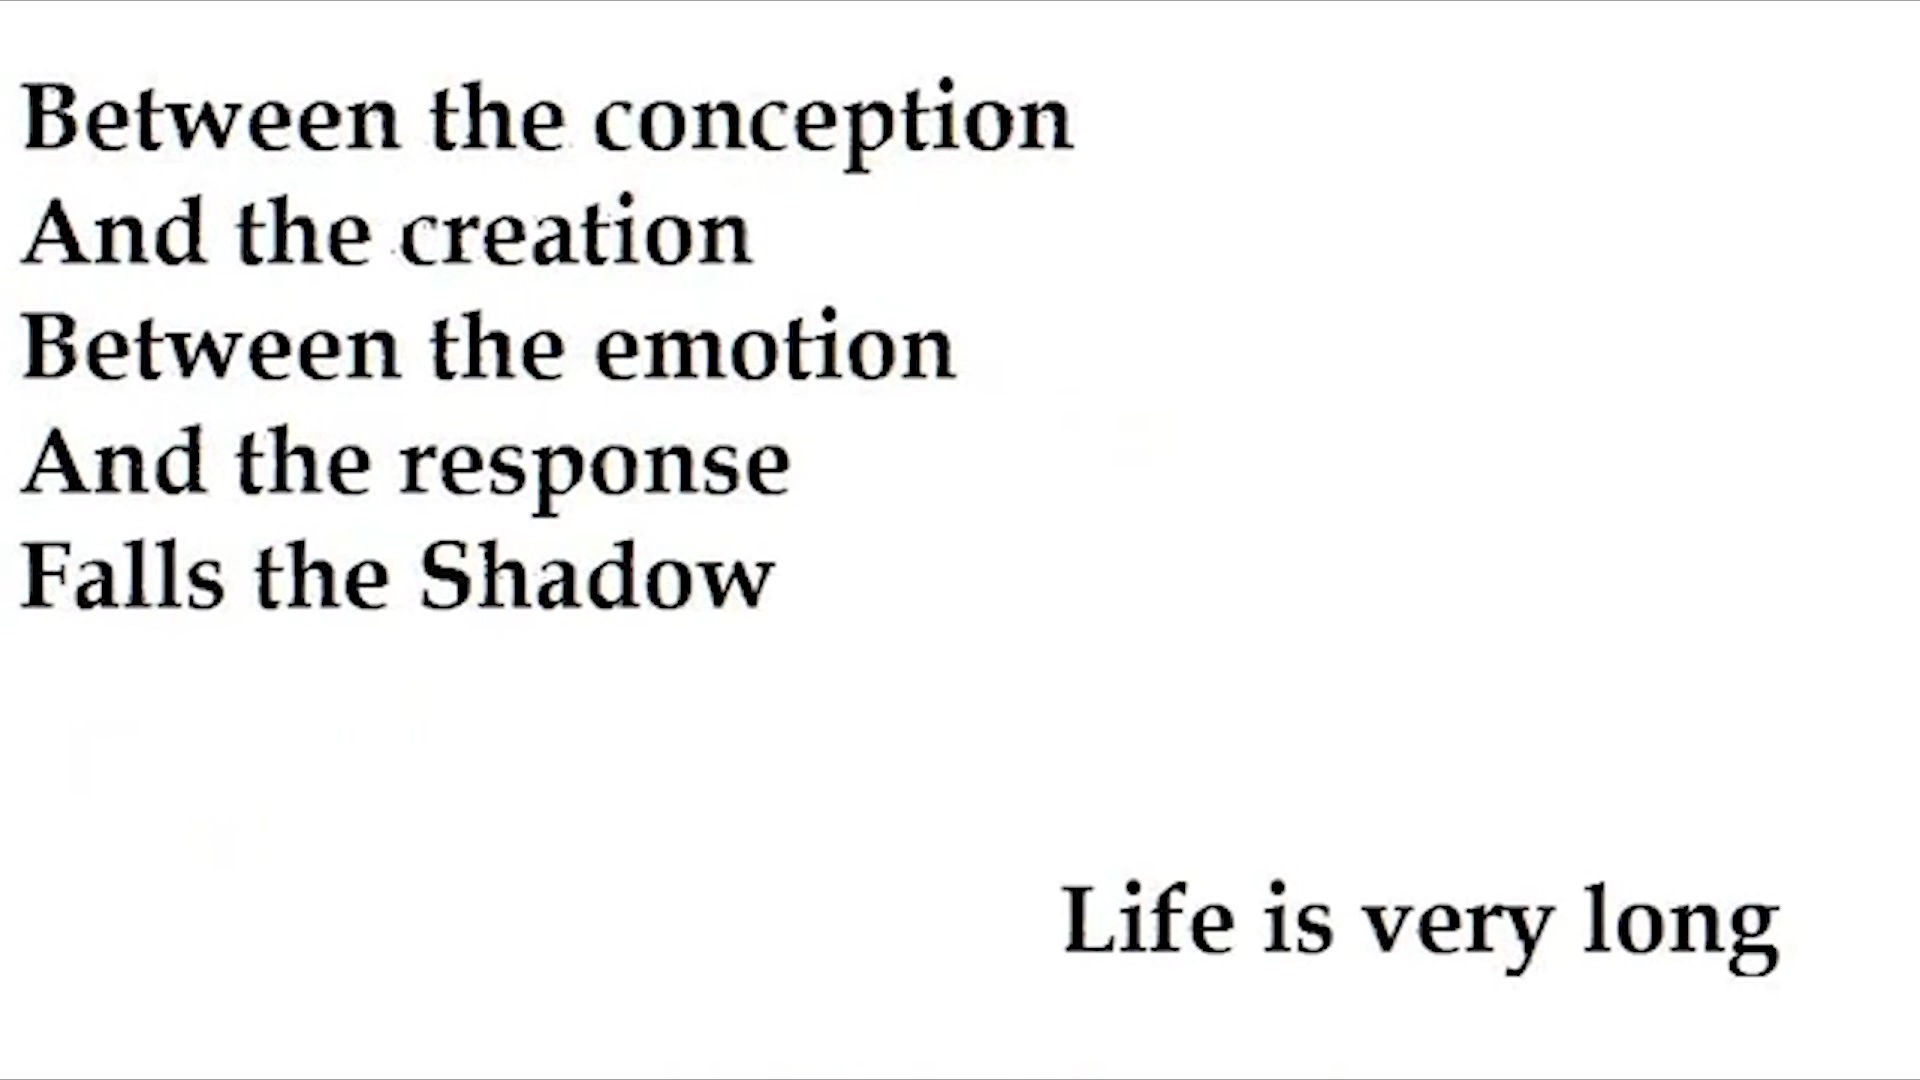 Between the conception
And the creation
Between the emotion
And the response
Falls the Shadow
Life is very long